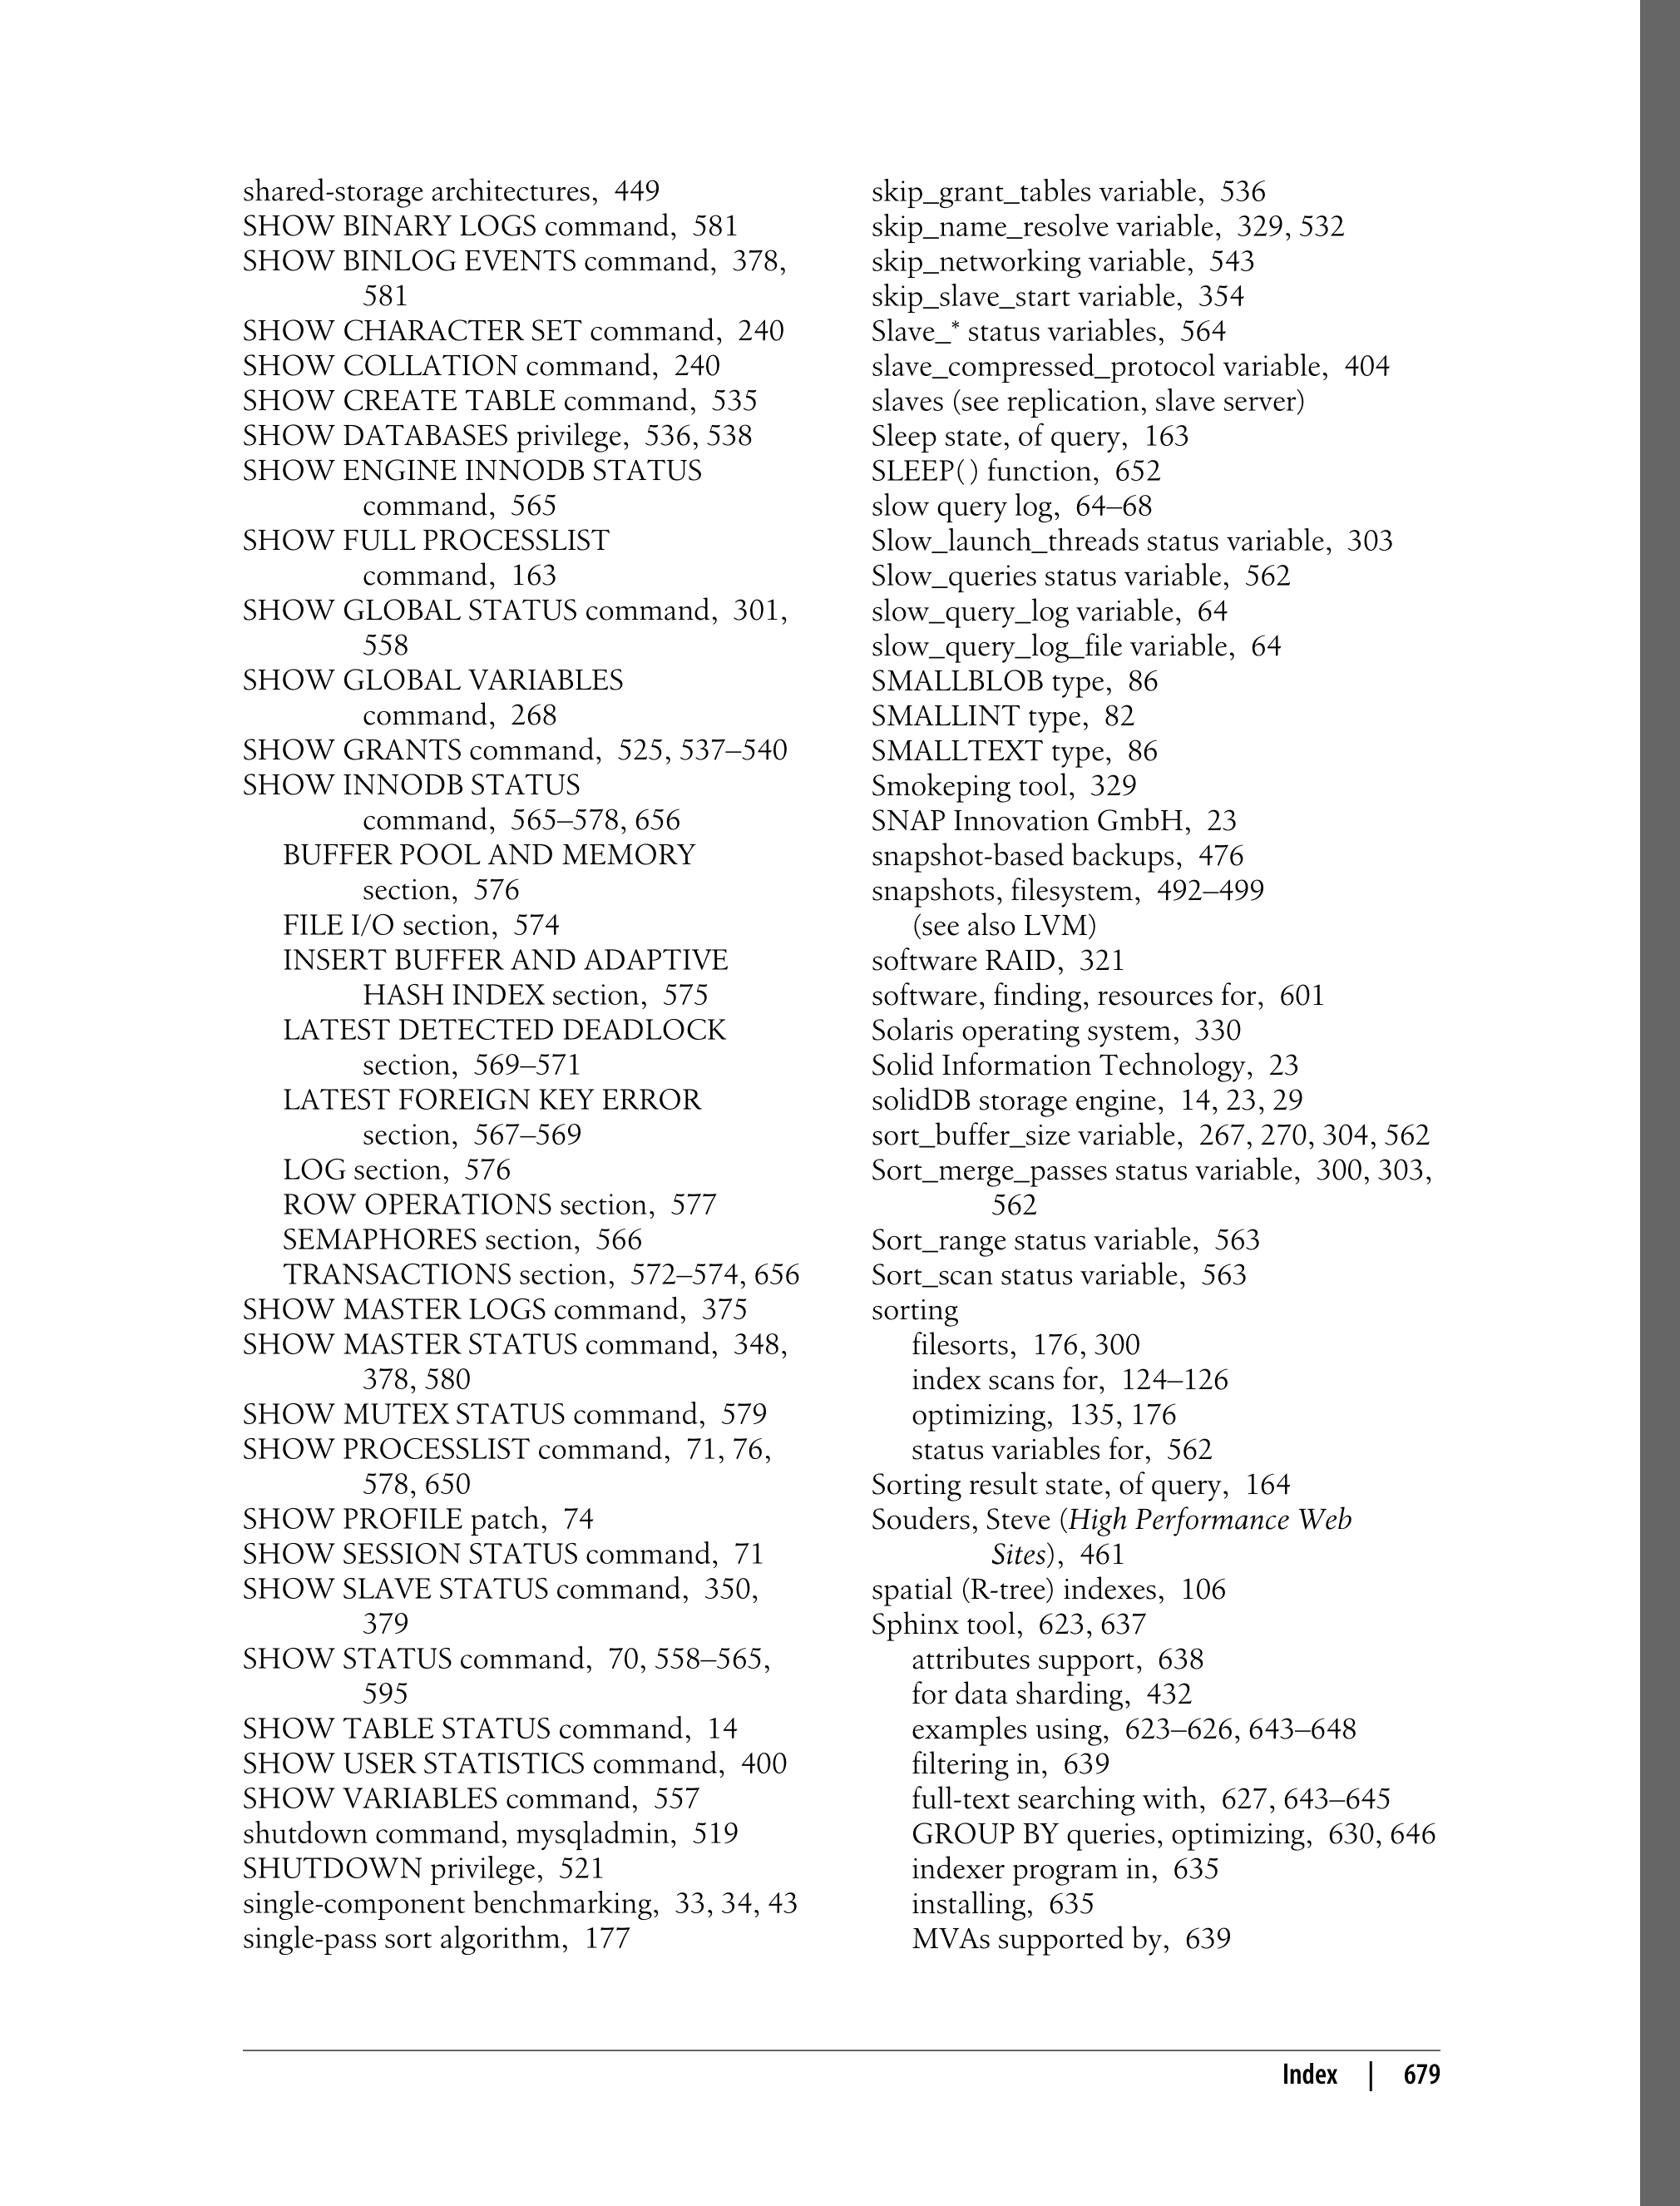 shared-storage architectures, 449
SHOW BINARY LOGS command, 581
SHOW BINLOG EVENTS command, 378,
581
SHOW CHARACTER SET command, 240
SHOW COLLATION command, 240
SHOW CREATE TABLE command, 535
SHOW DATABASES privilege, 536, 538
SHOW ENGINE INNODB STATUS
command, 565
SHOW FULL PROCESSLIST
command, 163
SHOW GLOBAL STATUS command, 301,
558
SHOW GLOBAL VARIABLES
command, 268
SHOW GRANTS command, 525, 537–540
SHOW INNODB STATUS
command, 565–578, 656
BUFFER POOL AND MEMORY
section, 576
FILE I/O section, 574
INSERT BUFFER AND ADAPTIVE
HASH INDEX section, 575
LATEST DETECTED DEADLOCK
section, 569–571
LATEST FOREIGN KEY ERROR
section, 567–569
LOG section, 576
ROW OPERATIONS section, 577
SEMAPHORES section, 566
TRANSACTIONS section, 572–574, 656
SHOW MASTER LOGS command, 375
SHOW MASTER STATUS command, 348,
378, 580
SHOW MUTEX STATUS command, 579
SHOW PROCESSLIST command, 71, 76,
578, 650
SHOW PROFILE patch, 74
SHOW SESSION STATUS command, 71
SHOW SLAVE STATUS command, 350,
379
SHOW STATUS command, 70, 558–565,
595
SHOW TABLE STATUS command, 14
SHOW USER STATISTICS command, 400
SHOW VARIABLES command, 557
shutdown command, mysqladmin, 519
SHUTDOWN privilege, 521
single-component benchmarking, 33, 34, 43
single-pass sort algorithm, 177
skip_grant_tables variable, 536
skip_name_resolve variable, 329, 532
skip_networking variable, 543
skip_slave_start variable, 354
Slave_* status variables, 564
slave_compressed_protocol variable, 404
slaves (see replication, slave server)
Sleep state, of query, 163
SLEEP( ) function, 652
slow query log, 64–68
Slow_launch_threads status variable, 303
Slow_queries status variable, 562
slow_query_log variable, 64
slow_query_log_file variable, 64
SMALLBLOB type, 86
SMALLINT type, 82
SMALLTEXT type, 86
Smokeping tool, 329
SNAP Innovation GmbH, 23
snapshot-based backups, 476
snapshots, filesystem, 492–499
(see also LVM)
software RAID, 321
software, finding, resources for, 601
Solaris operating system, 330
Solid Information Technology, 23
solidDB storage engine, 14, 23, 29
sort_buffer_size variable, 267, 270, 304, 562
Sort_merge_passes status variable, 300, 303,
562
Sort_range status variable, 563
Sort_scan status variable, 563
sorting
filesorts, 176, 300
index scans for, 124–126
optimizing, 135, 176
status variables for, 562
Sorting result state, of query, 164
Souders, Steve (High Performance Web
Sites), 461
spatial (R-tree) indexes, 106
Sphinx tool, 623, 637
attributes support, 638
for data sharding, 432
examples using, 623–626, 643–648
filtering in, 639
full-text searching with, 627, 643–645
GROUP BY queries, optimizing, 630, 646
indexer program in, 635
installing, 635
MVAs supported by, 639
Index | 679